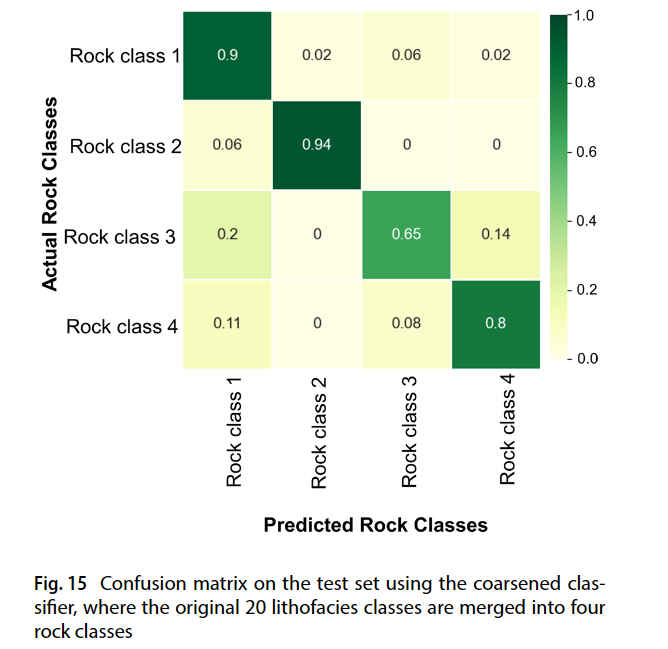 1.0
Rock class 1 0.9 0.02 0.06 0.02
0.8
Rock class 2 0.06 0.94 0 0
0.6
Actual Rock Classes
Rock class 3 0.2 0 0.65 0.14
0.4
0.2
Rock class 4 0.11 0 0.08 0.8
0.0
Rock class 1
Rock class 2
Rock class 3
Rock class 4
Predicted Rock Classes
Fig. 15 Confusion matrix on the test set using the coarsened clas-
sifier, where the original 20 lithofacies classes are merged into four
rock classes